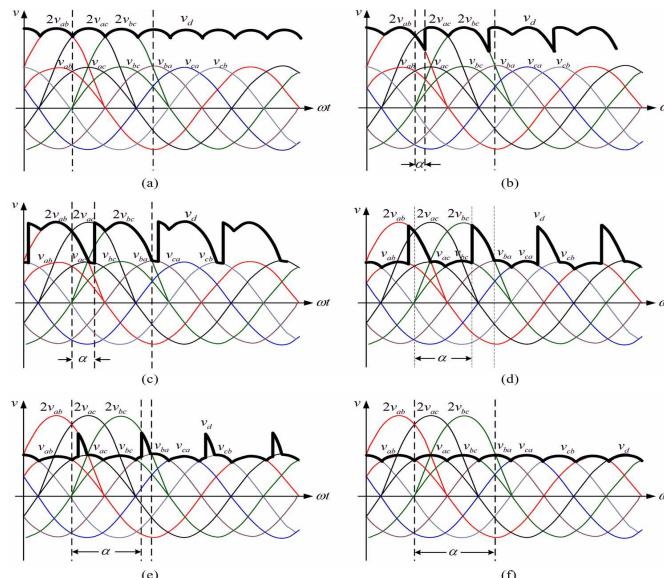 v 2v_ab 2v_ac 2v_bc v_d
v_ab v_ac v_bc v_ba v_ca v_cb
ωt
(a)
v 2v_ab 2v_ac 2v_bc v_d
v_ab v_ac v_bc v_ba v_ca v_cb
α
(b)
v 2v_ab 2v_ac 2v_bc v_d
v_ab v_ac v_bc v_ba v_ca v_cb
ωt
α
(c)
v 2v_ab 2v_ac 2v_bc v_d
v_ab v_ac v_bc v_ba v_ca v_cb
α
(d)
v 2v_ab 2v_ac 2v_bc v_d
v_ab v_ac v_bc v_ba v_ca v_cb
ωt
α
(e)
v 2v_ab 2v_ac 2v_bc
v_ab v_ac v_bc v_ba v_ca v_cb v_d
α
(f)